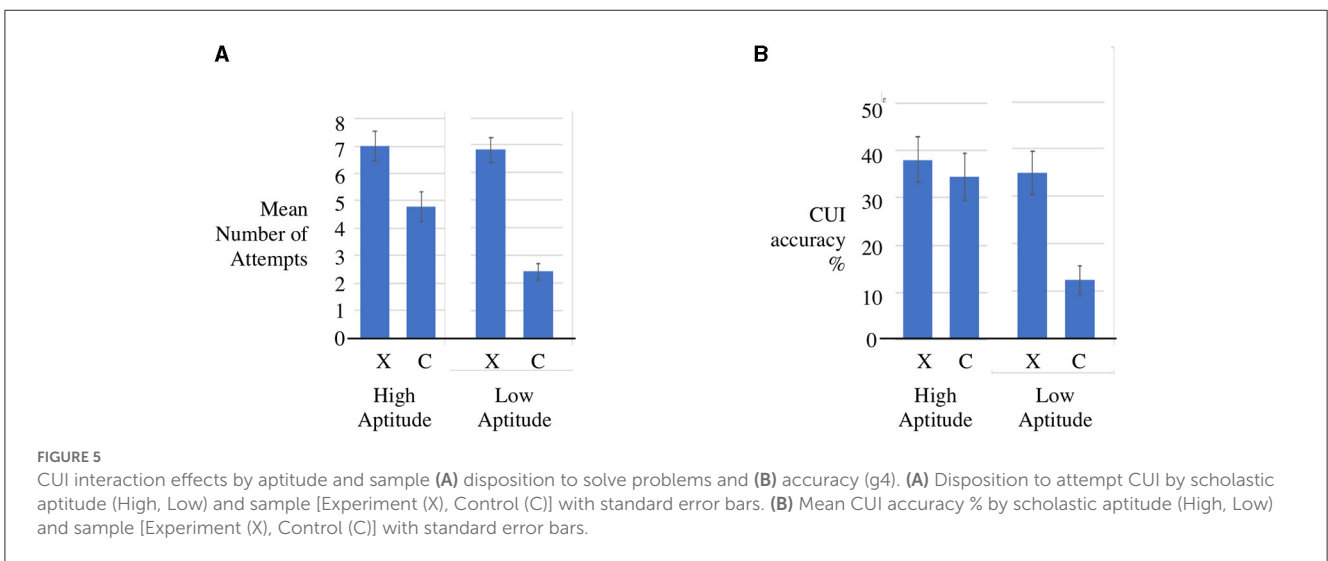 A
8
7
6
5
4
3
2
1
0
Mean
Number of
Attempts
X C X C
High Low
Aptitude Aptitude
B
50
40
30
20
10
0
CUI
accuracy
%
X C X C
High Low
Aptitude Aptitude
FIGURE 5
CUI interaction effects by aptitude and sample (A) disposition to solve problems and (B) accuracy (g4). (A) Disposition to attempt CUI by scholastic
aptitude (High, Low) and sample [Experiment (X), Control (C)] with standard error bars. (B) Mean CUI accuracy % by scholastic aptitude (High, Low)
and sample [Experiment (X), Control (C)] with standard error bars.